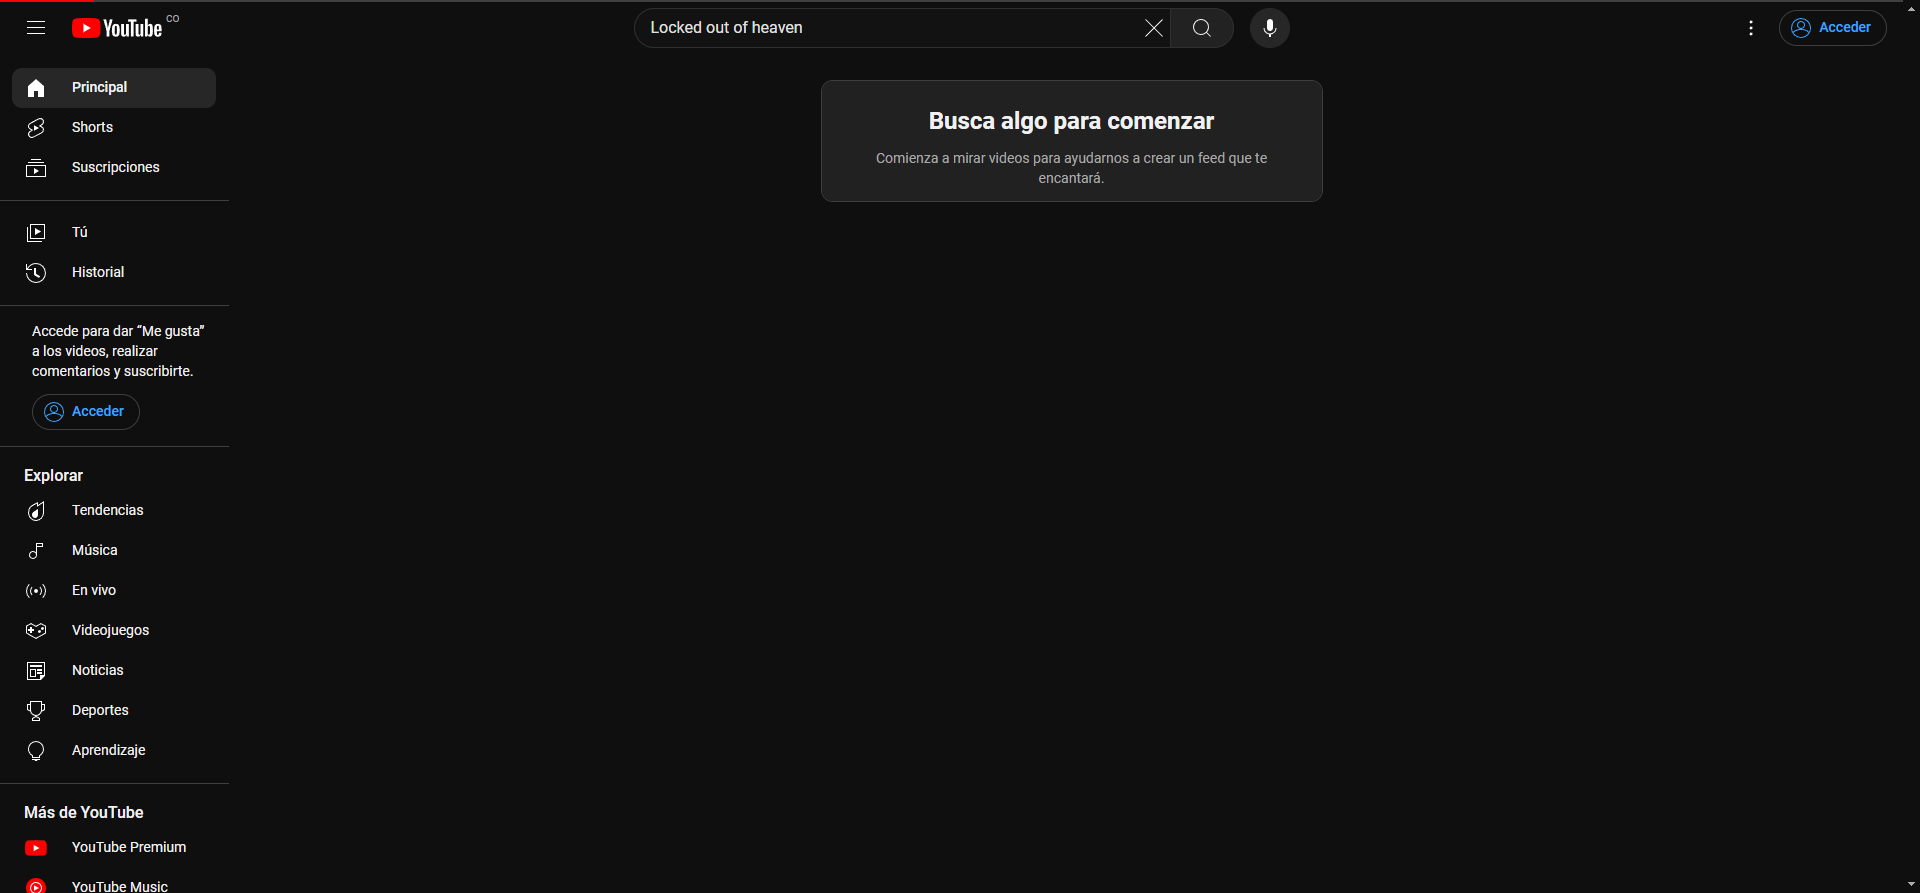 YouTube CO
Locked out of heaven
Acceder
Principal
Shorts
Suscripciones
Tú
Historial
Accede para dar “Me gusta”
a los videos, realizar
comentarios y suscribirte.
Acceder
Explorar
Tendencias
Música
En vivo
Videojuegos
Noticias
Deportes
Aprendizaje
Más de YouTube
YouTube Premium
YouTube Music
Busca algo para comenzar
Comienza a mirar videos para ayudarnos a crear un feed que te
encantará.